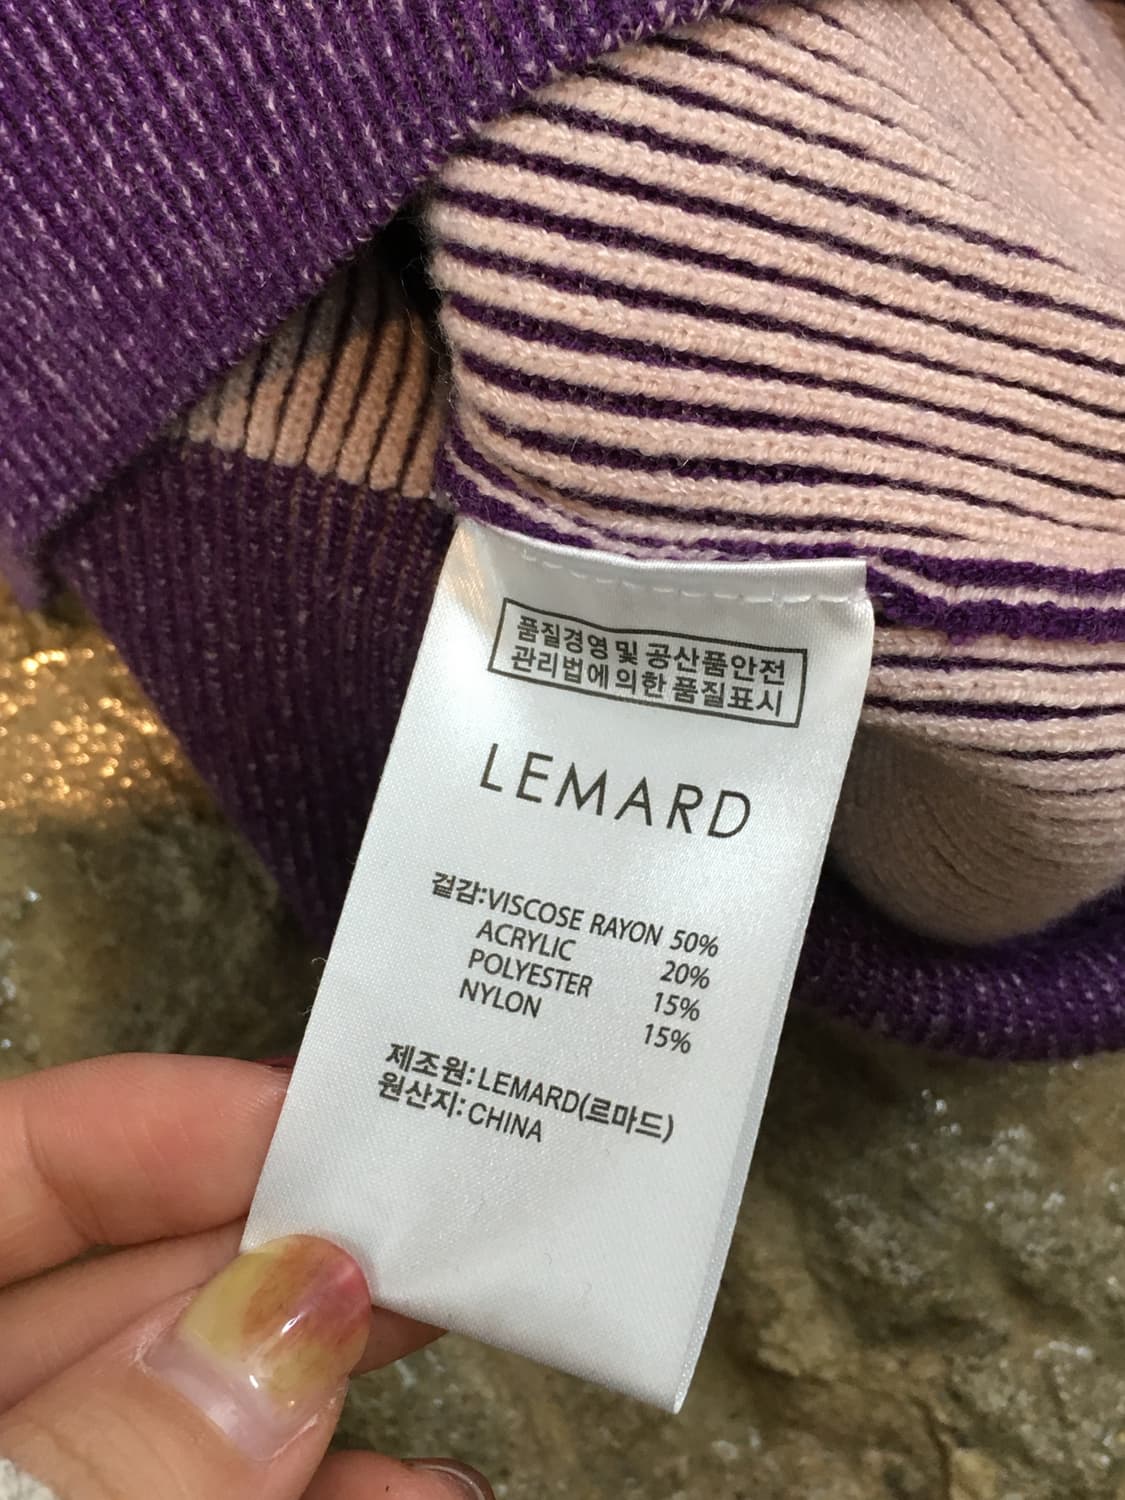 품질경영 및 공산품안전
관리법에 의한 품질표시
LEMARD
겉감:VISCOSE RAYON 50%
ACRYLIC 20%
POLYESTER 15%
NYLON 15%
제조원: LEMARD(르마드)
원산지: CHINA